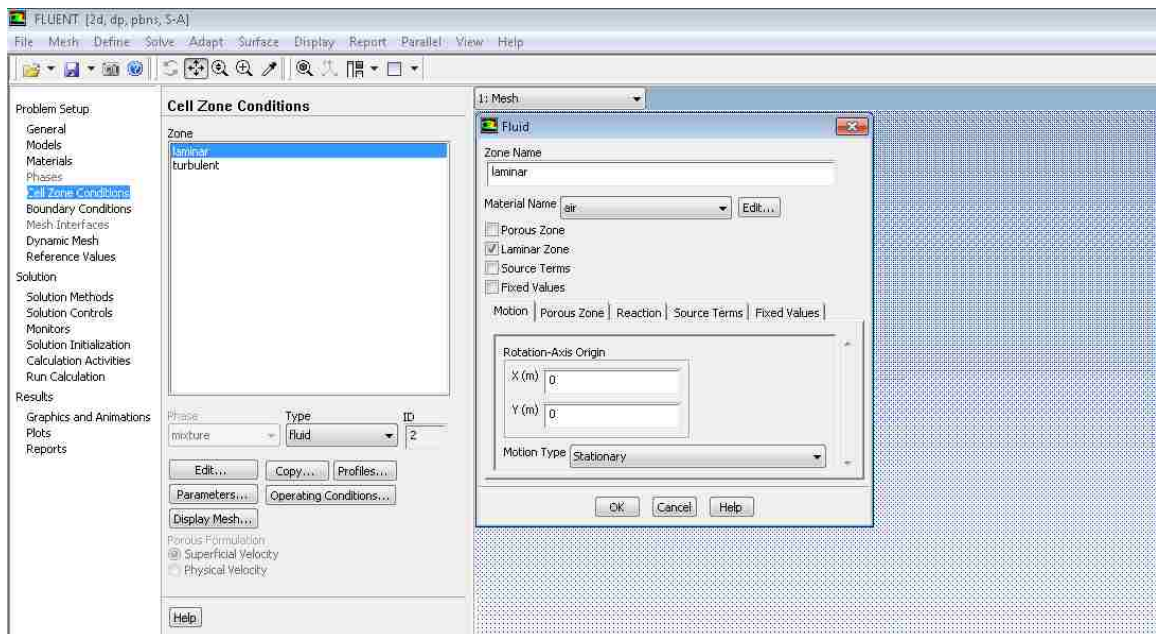 FLUENT [2d, dp, pbns, S-A]
File Mesh Define Solve Adapt Surface Display Report Parallel View Help
Problem Setup
General
Models
Materials
Phases
Cell Zone Conditions
Boundary Conditions
Mesh Interfaces
Dynamic Mesh
Reference Values
Solution
Solution Methods
Solution Controls
Monitors
Solution Initialization
Calculation Activities
Run Calculation
Results
Graphics and Animations
Plots
Reports
Cell Zone Conditions
Zone
laminar
turbulent
Phase Type ID
mixture Fluid 2
Edit... Copy... Profiles...
Parameters... Operating Conditions...
Display Mesh...
Porous Formulation
Superficial Velocity
Physical Velocity
Help
1: Mesh
Fluid
Zone Name
laminar
Material Name air Edit...
Porous Zone
Laminar Zone
Source Terms
Fixed Values
Motion Porous Zone Reaction Source Terms Fixed Values
Rotation-Axis Origin
X (m) 0
Y (m) 0
Motion Type Stationary
OK Cancel Help